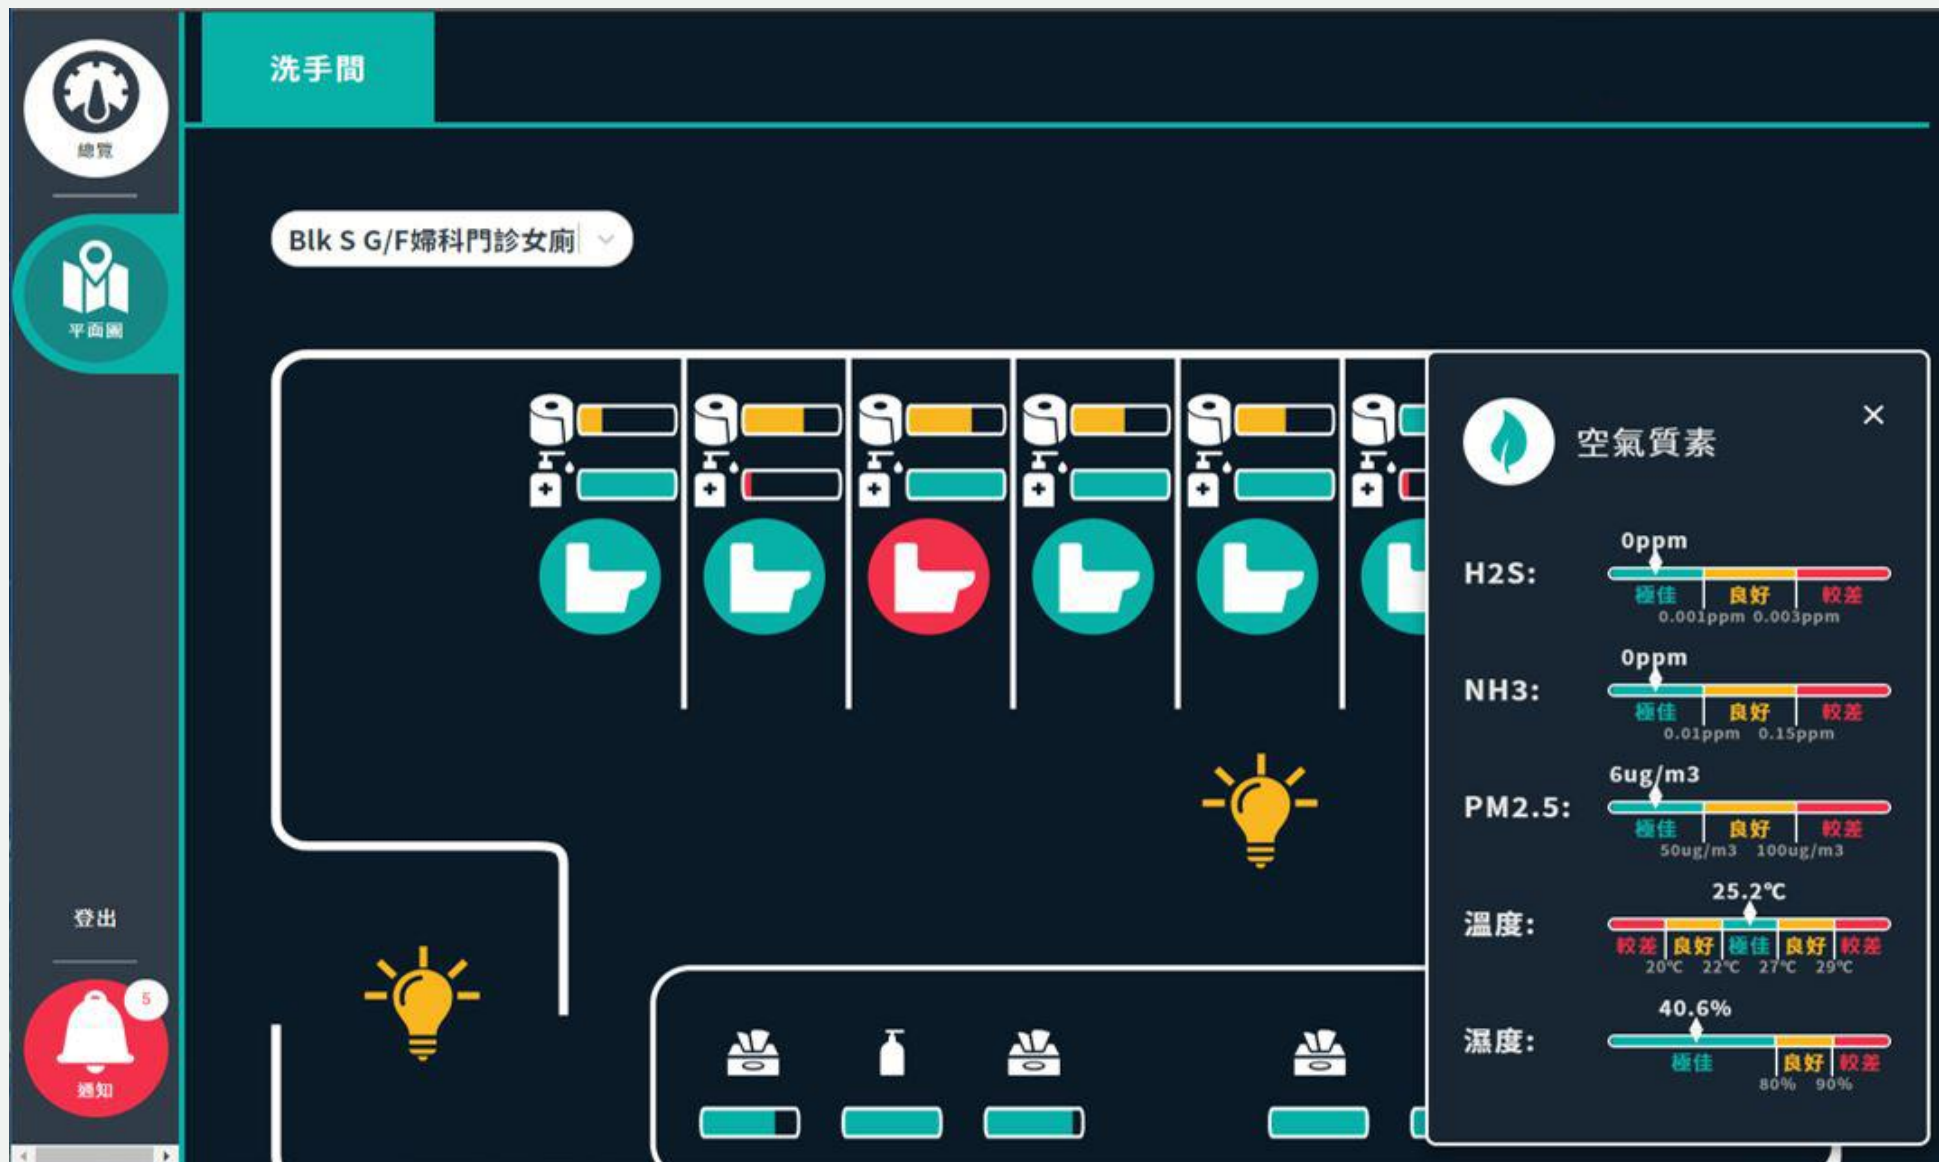 總覽
平面圖
登出
5
通知
洗手間
Blk S G/F婦科門診女廁
空氣質素
H2S:
0ppm
極佳 良好 較差
0.001ppm 0.003ppm
NH3:
0ppm
極佳 良好 較差
0.01ppm 0.15ppm
PM2.5:
6ug/m3
極佳 良好 較差
50ug/m3 100ug/m3
溫度:
25.2℃
較差 良好 極佳 良好 較差
20℃ 22℃ 27℃ 29℃
濕度:
40.6%
極佳 良好 較差
80% 90%